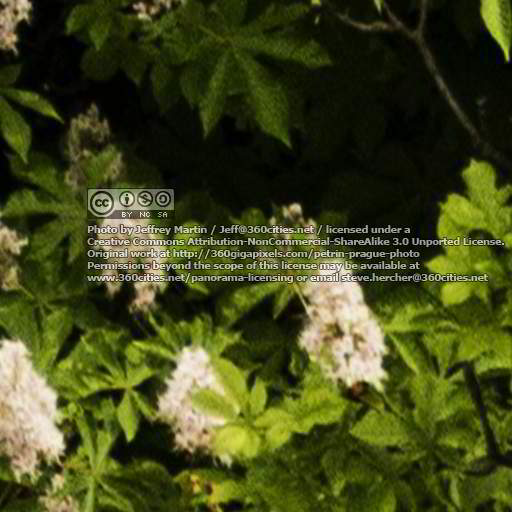 cc
BY NC SA
Photo by Jeffrey Martin / Jeff@360cities.net / licensed under a
Creative Commons Attribution-NonCommercial-ShareAlike 3.0 Unported License.
Original work at http://360gigapixels.com/petrin-prague-photo
Permissions beyond the scope of this license may be available at
www.360cities.net/panorama-licensing or email steve.hercher@360cities.net